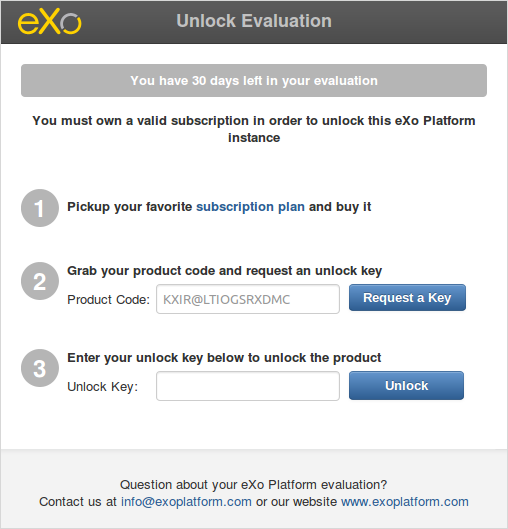 eXo
Unlock Evaluation
You have 30 days left in your evaluation
You must own a valid subscription in order to unlock this eXo Platform
instance
1 Pickup your favorite subscription plan and buy it
2 Grab your product code and request an unlock key
Product Code: KXIR@LTIOGSRXDMC Request a Key
3 Enter your unlock key below to unlock the product
Unlock Key: Unlock
Question about your eXo Platform evaluation?
Contact us at info@exoplatform.com or our website www.exoplatform.com